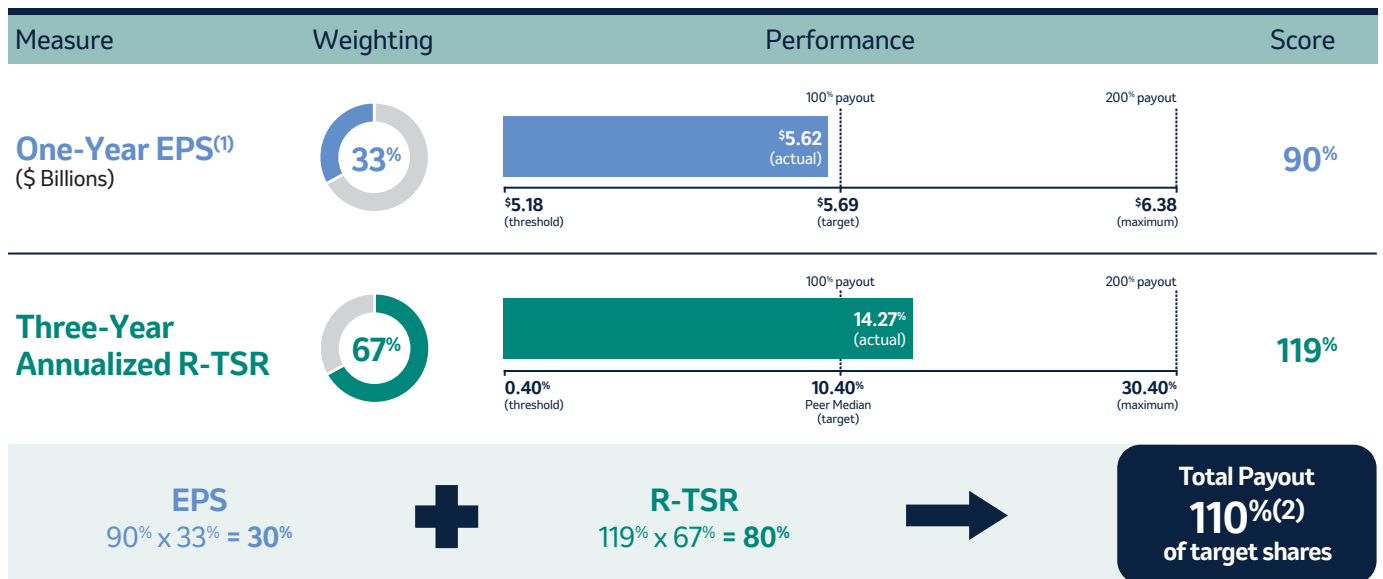 Measure Weighting Performance Score
100% payout 200% payout
One-Year EPS(1)
($ Billions)
33%
$5.62
(actual)
90%
$5.18 $5.69 $6.38
(threshold) (target) (maximum)
100% payout 200% payout
Three-Year
Annualized R-TSR
67%
14.27%
(actual)
119%
0.40% 10.40% 30.40%
(threshold) Peer Median (maximum)
(target)
EPS
90% x 33% = 30%
R-TSR
119% x 67% = 80%
Total Payout
110%(2)
of target shares